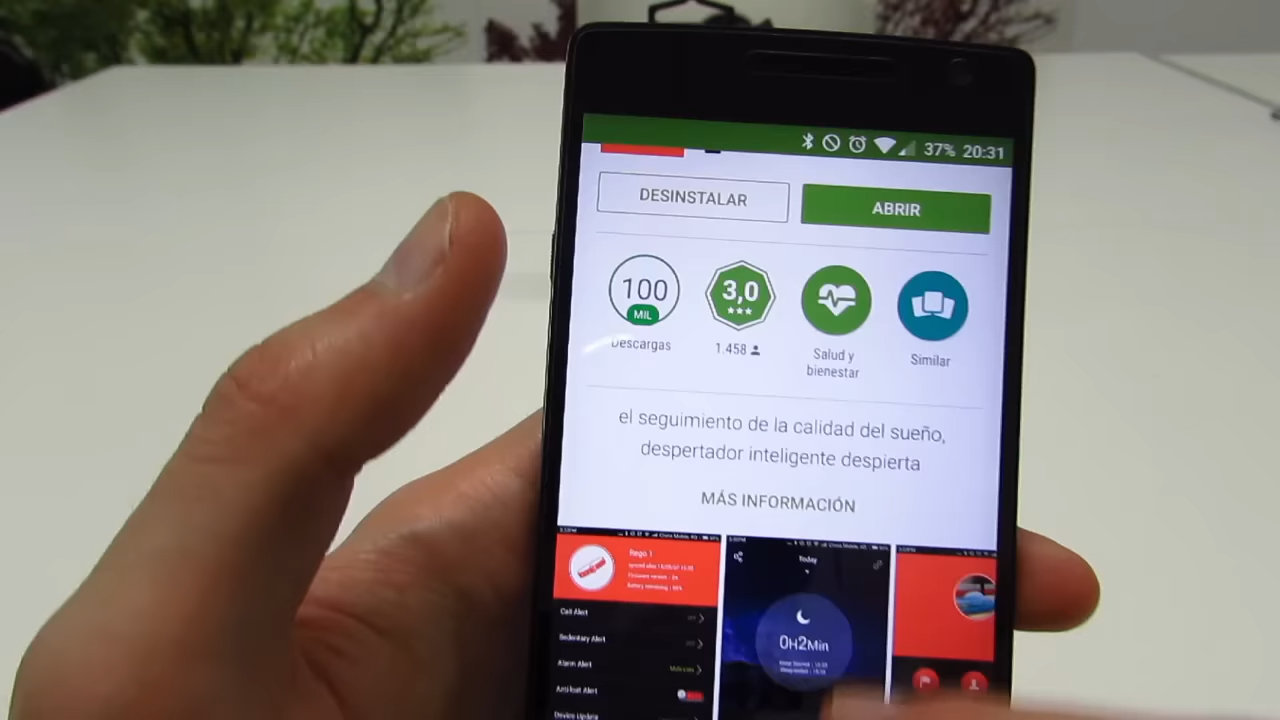 37% 20:31
DESINSTALAR
ABRIR
100
MIL
Descargas
3,0
1.458
Salud y
bienestar
Similar
el seguimiento de la calidad del sueño,
despertador inteligente despierta
MÁS INFORMACIÓN
Call Alert
Sedentary Alert
Alarm Alert
Anti-lost Alert
Device Update
Today
0H2Min